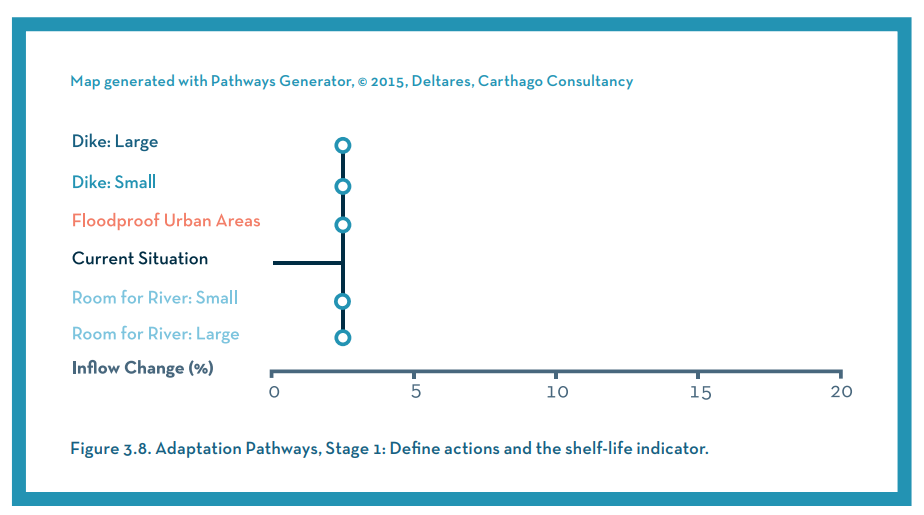 Map generated with Pathways Generator, © 2015, Deltares, Carthago Consultancy
Dike: Large
Dike: Small
Floodproof Urban Areas
Current Situation
Room for River: Small
Room for River: Large
Inflow Change (%)
0 5 10 15 20
Figure 3.8. Adaptation Pathways, Stage 1: Define actions and the shelf-life indicator.